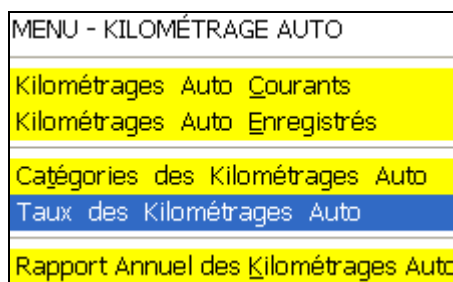 MENU - KILOMÉTRAGE AUTO
Kilométrages Auto Courants
Kilométrages Auto Enregistrés
Catégories des Kilométrages Auto
Taux des Kilométrages Auto
Rapport Annuel des Kilométrages Auto